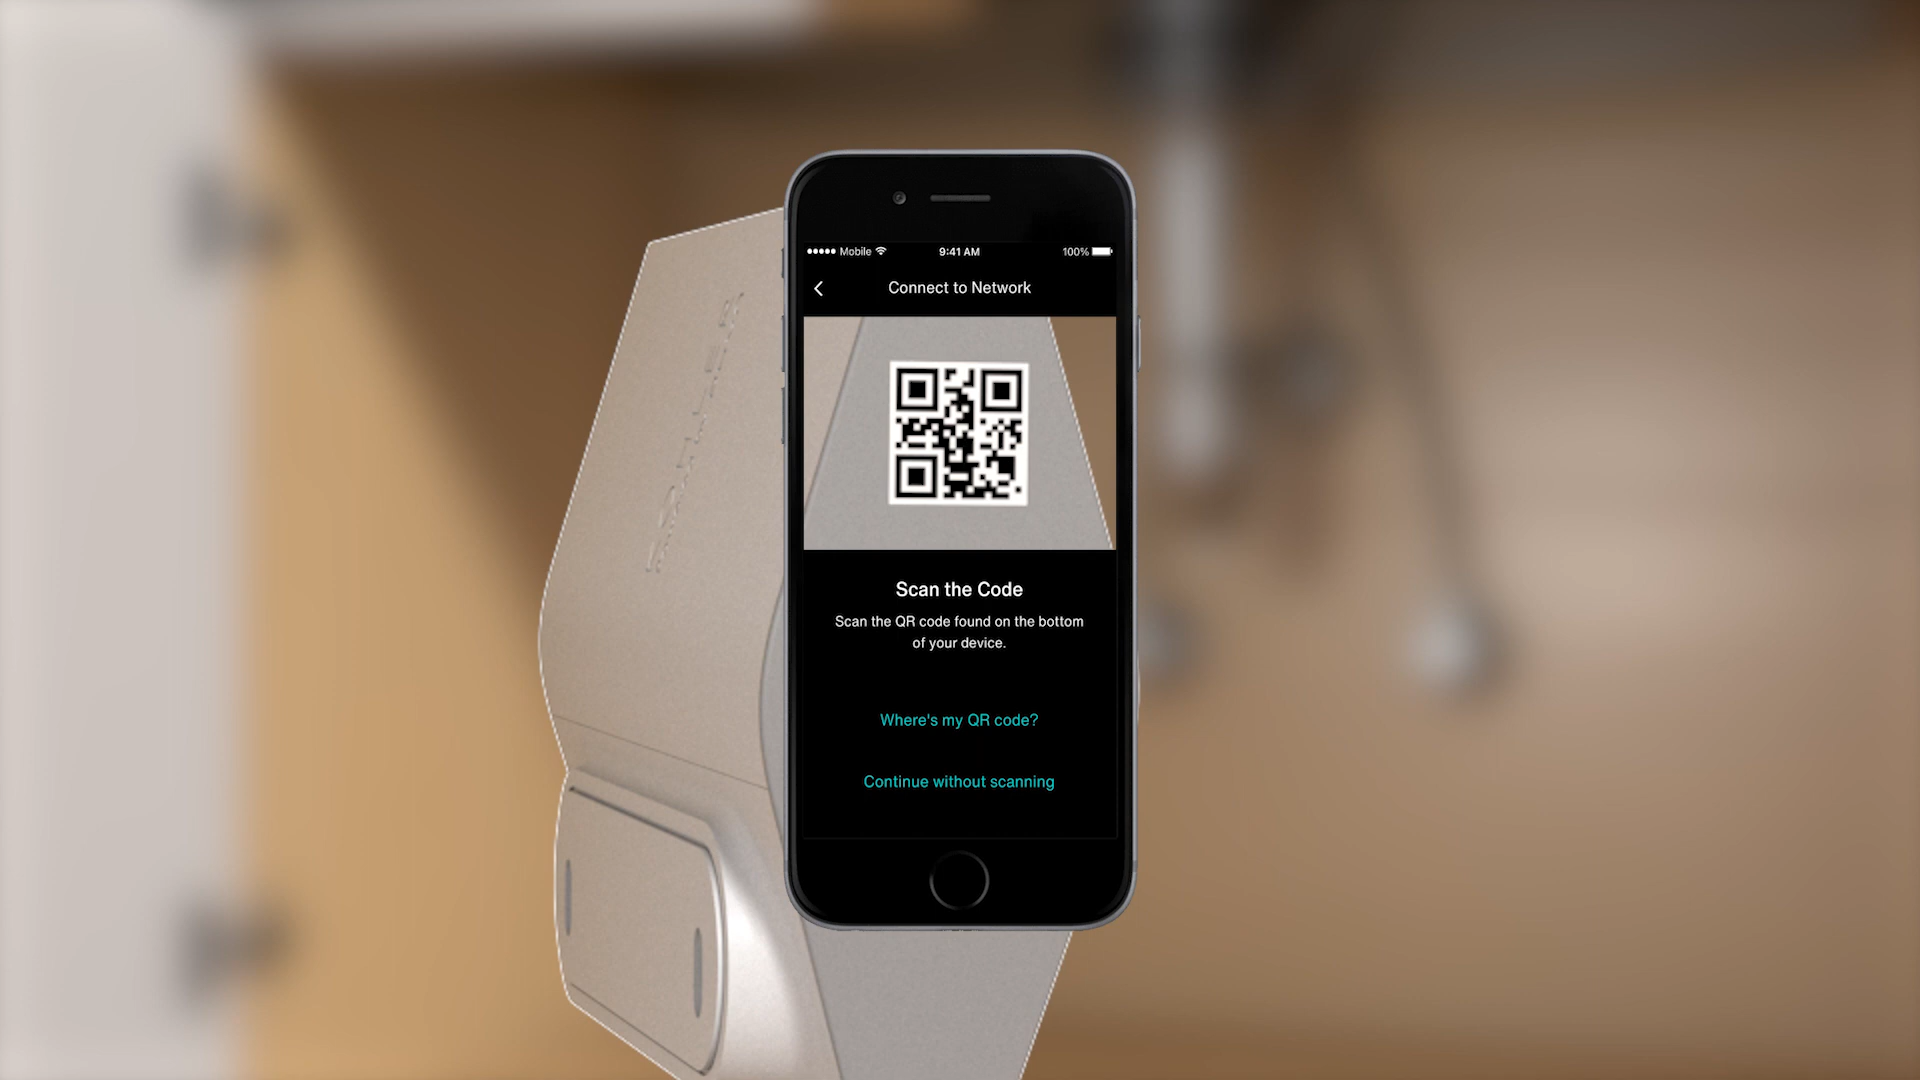 Mobile 9:41 AM 100%
Connect to Network
Scan the Code
Scan the QR code found on the bottom
of your device.
Where's my QR code?
Continue without scanning